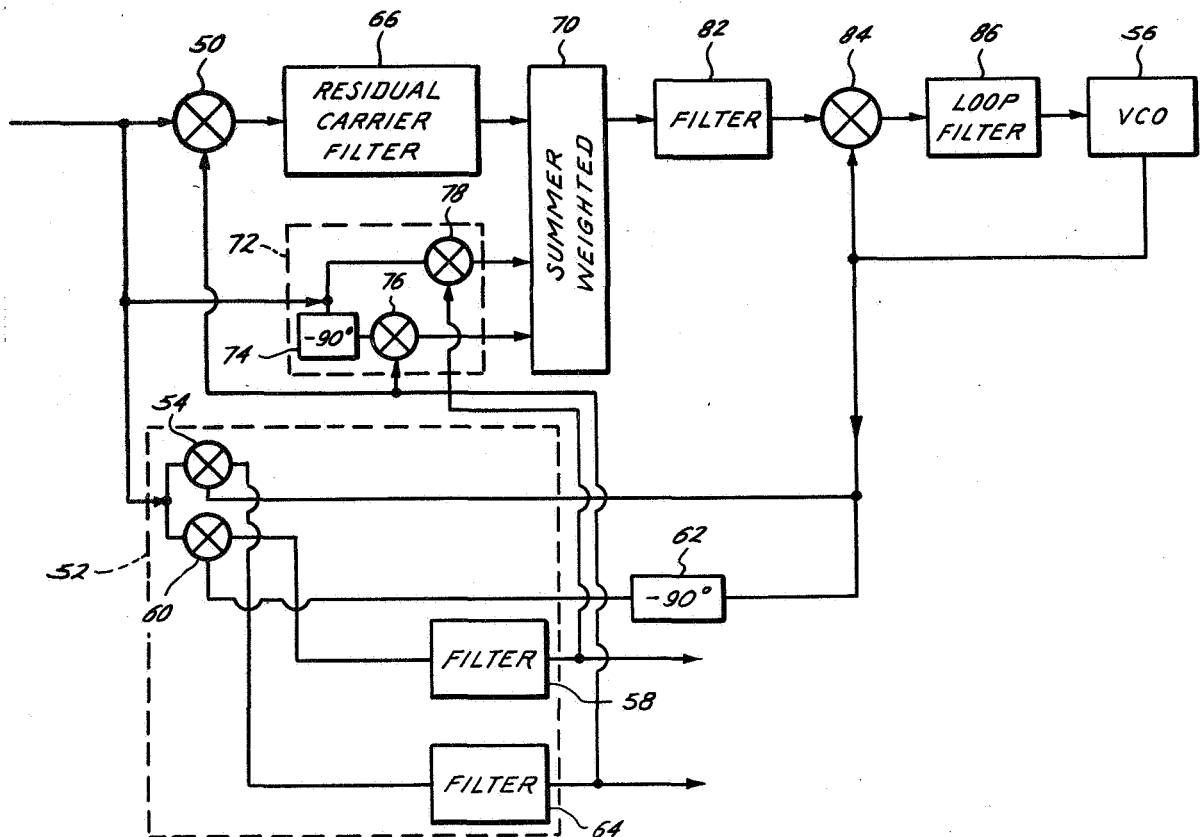 50
66
70
82
84
86
56
RESIDUAL
CARRIER
FILTER
SUMMER
WEIGHTED
FILTER
LOOP
FILTER
VCO
72
78
76
74
-90°
54
52
60
62
-90°
FILTER
58
FILTER
64